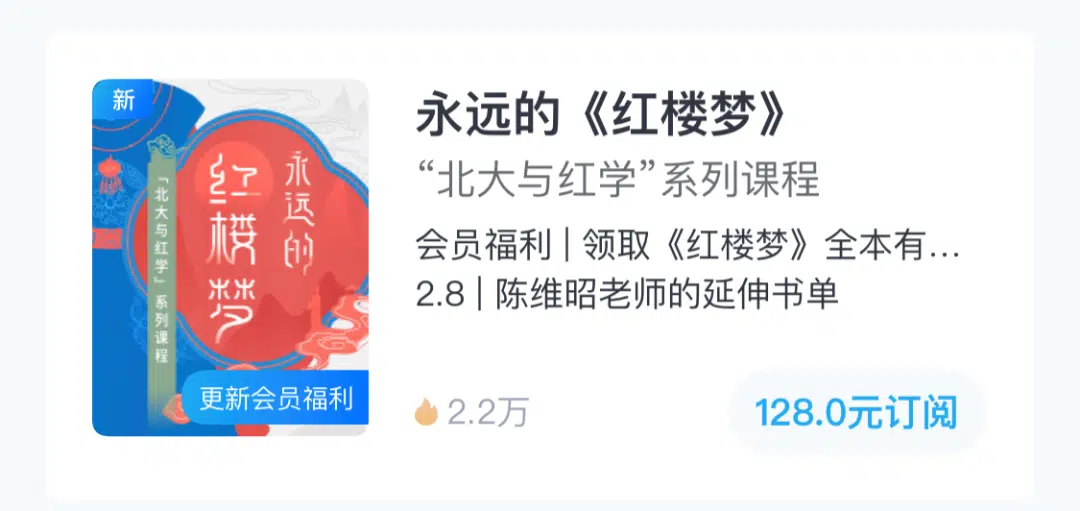 新
永远的
红楼梦
「北大与红学」系列课程
更新会员福利
永远的《红楼梦》
“北大与红学”系列课程
会员福利 | 领取《红楼梦》全本有…
2.8 | 陈维昭老师的延伸书单
2.2万
128.0元订阅